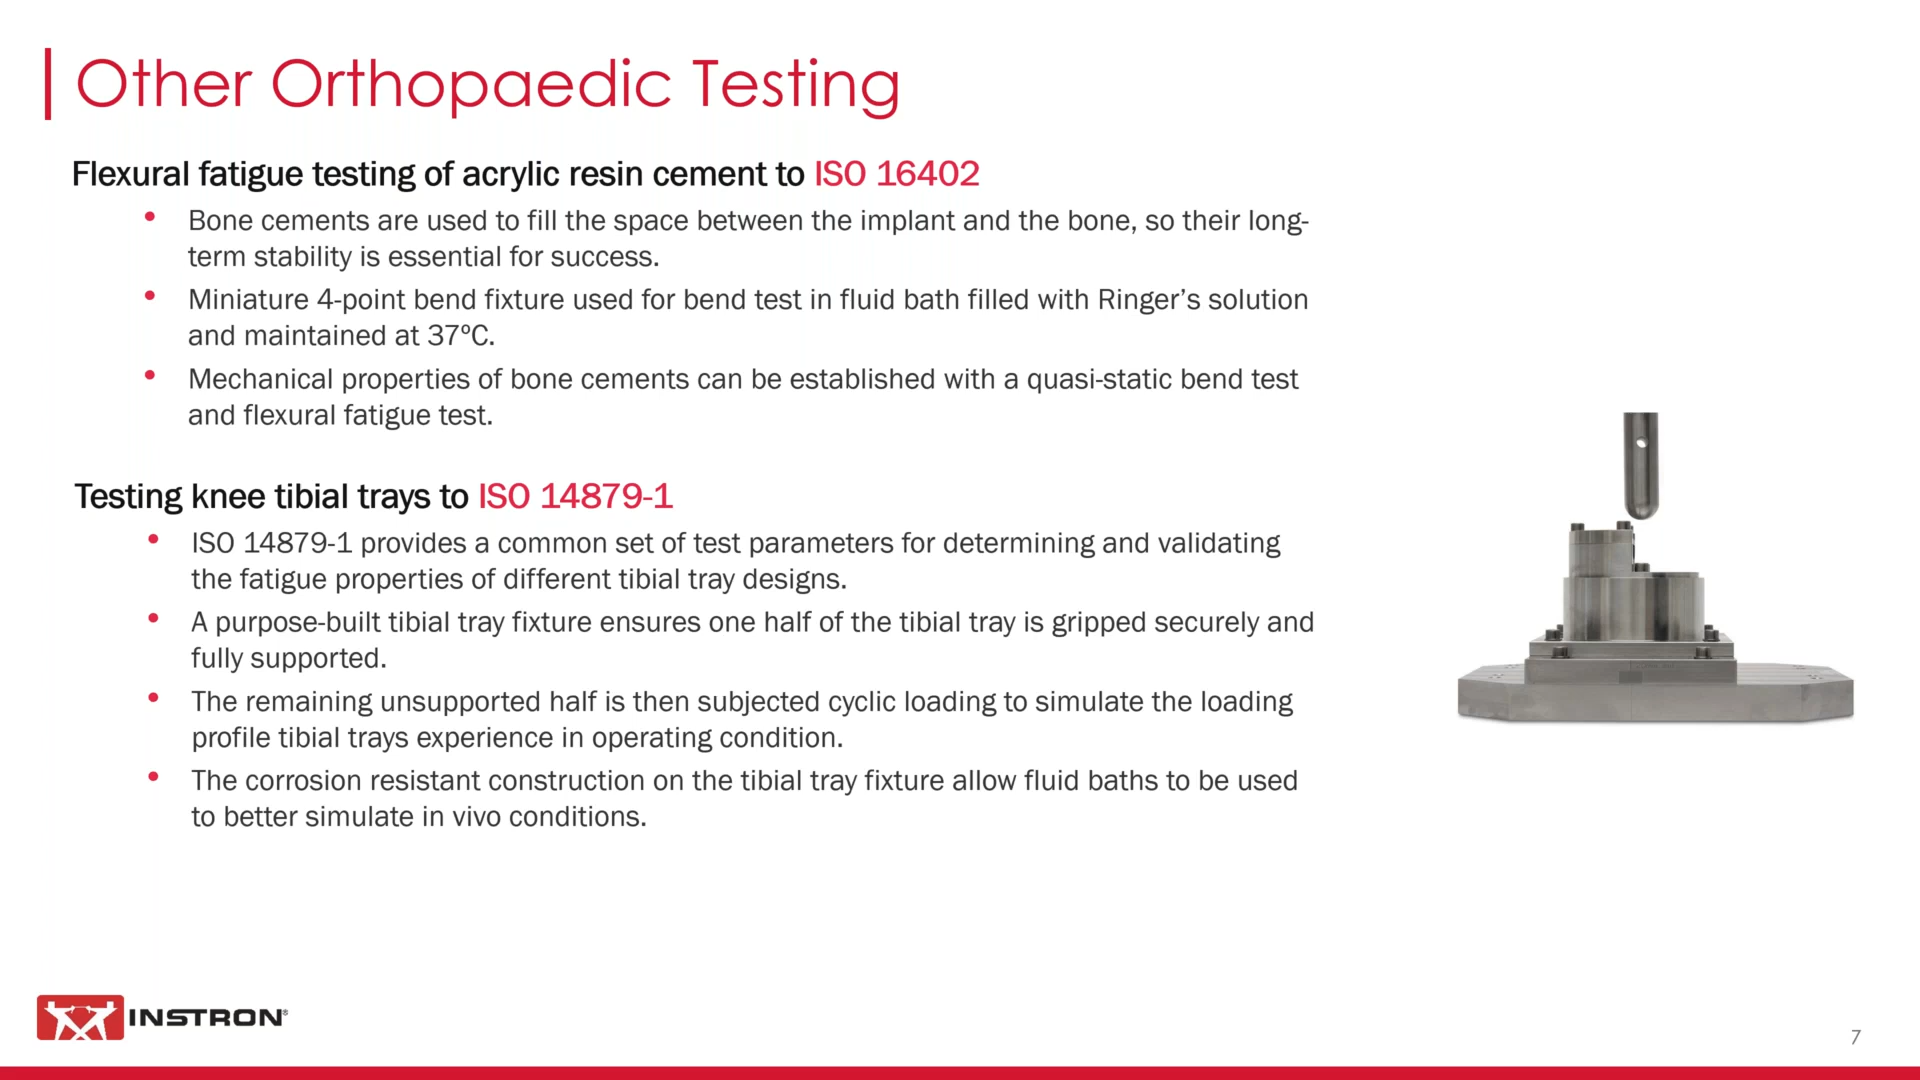 Other Orthopaedic Testing
Flexural fatigue testing of acrylic resin cement to ISO 16402
• Bone cements are used to fill the space between the implant and the bone, so their long-
term stability is essential for success.
• Miniature 4-point bend fixture used for bend test in fluid bath filled with Ringer’s solution
and maintained at 37ºC.
• Mechanical properties of bone cements can be established with a quasi-static bend test
and flexural fatigue test.
Testing knee tibial trays to ISO 14879-1
• ISO 14879-1 provides a common set of test parameters for determining and validating
the fatigue properties of different tibial tray designs.
• A purpose-built tibial tray fixture ensures one half of the tibial tray is gripped securely and
fully supported.
• The remaining unsupported half is then subjected cyclic loading to simulate the loading
profile tibial trays experience in operating condition.
• The corrosion resistant construction on the tibial tray fixture allow fluid baths to be used
to better simulate in vivo conditions.
INSTRON®
7